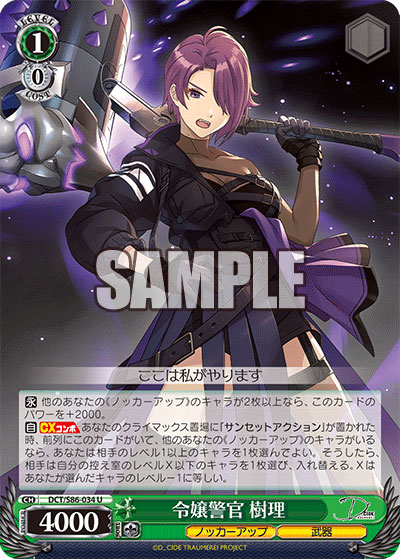 LEVEL
1
0
COST
SAMPLE
ここは私がやります
永 他のあなたの《ノッカーアップ》のキャラが2枚以上なら、このカードの
パワーを＋2000。
自 CXコンボ あなたのクライマックス置場に「サンセットアクション」が置かれた
時、前列にこのカードがいて、他のあなたの《ノッカーアップ》のキャラがいる
なら、あなたは相手のレベル1以上のキャラを1枚選んでよい。そうしたら、
相手は自分の控え室のレベルX以下のキャラを1枚選び、入れ替える。Xは
あなたが選んだキャラのレベル－1に等しい。
CH DCT/S86-034 U
4000
令嬢警官 樹理
ノッカーアップ 武器
©D_CIDE TRAUMEREI PROJECT